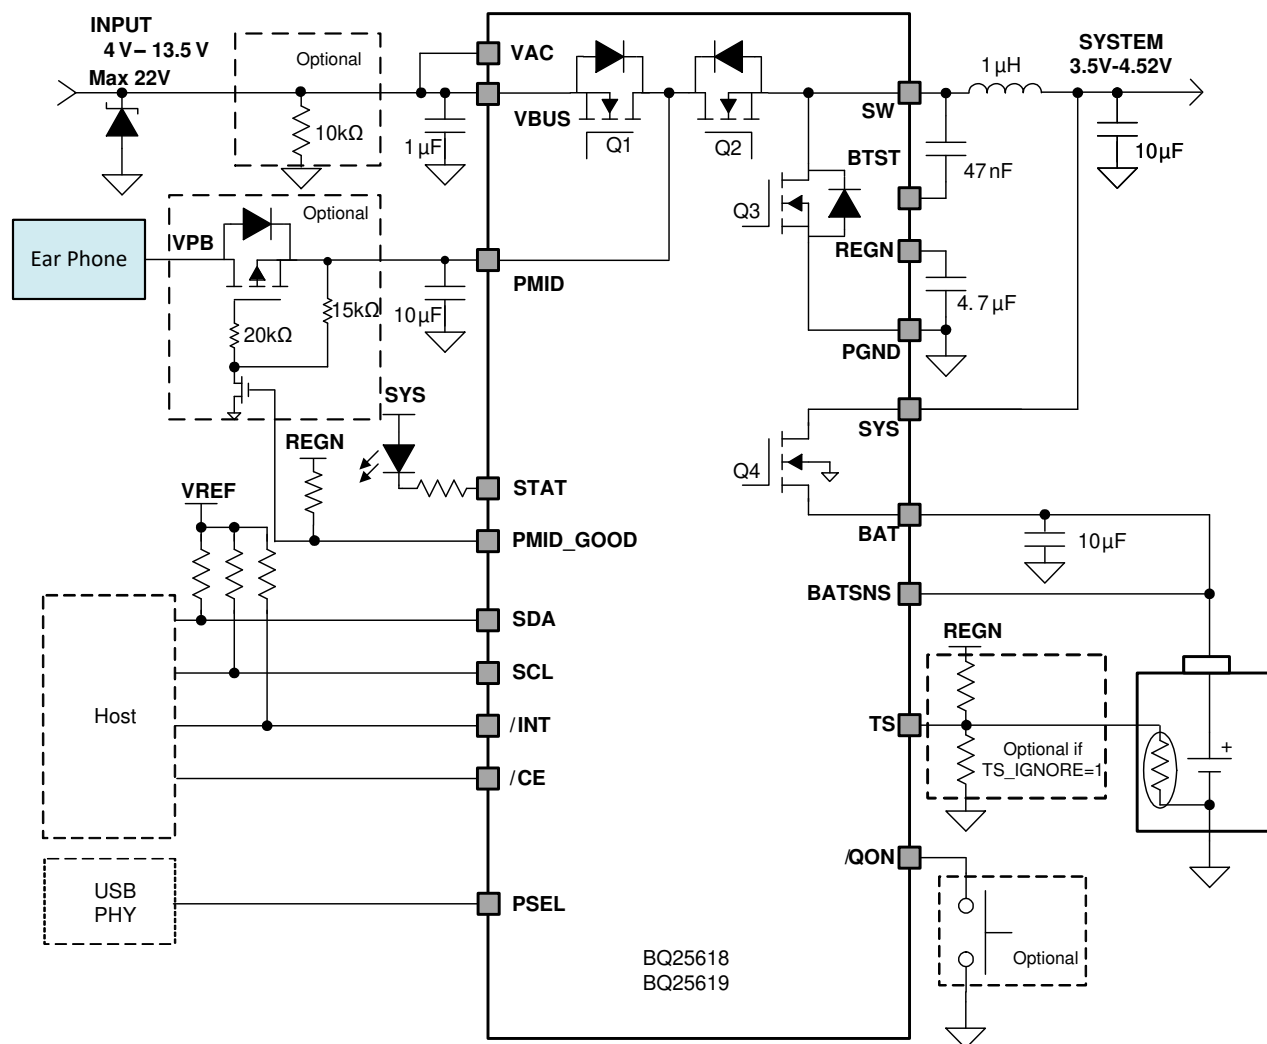 INPUT
4 V – 13.5 V
Max 22V
Optional
10kΩ
1 µF
VAC
VBUS
Q1
Q2
SW
1 µH
SYSTEM
3.5V-4.52V
10µF
BTST
47 nF
Q3
REGN
4. 7 µF
PGND
Ear Phone
VPB
Optional
20kΩ
15kΩ
10µF
PMID
SYS
SYS
Q4
REGN
STAT
VREF
PMID_GOOD
BAT
10µF
BATSNS
Host
SDA
SCL
/INT
/CE
REGN
TS
Optional if
TS_IGNORE=1
+
/QON
Optional
USB
PHY
PSEL
BQ25618
BQ25619